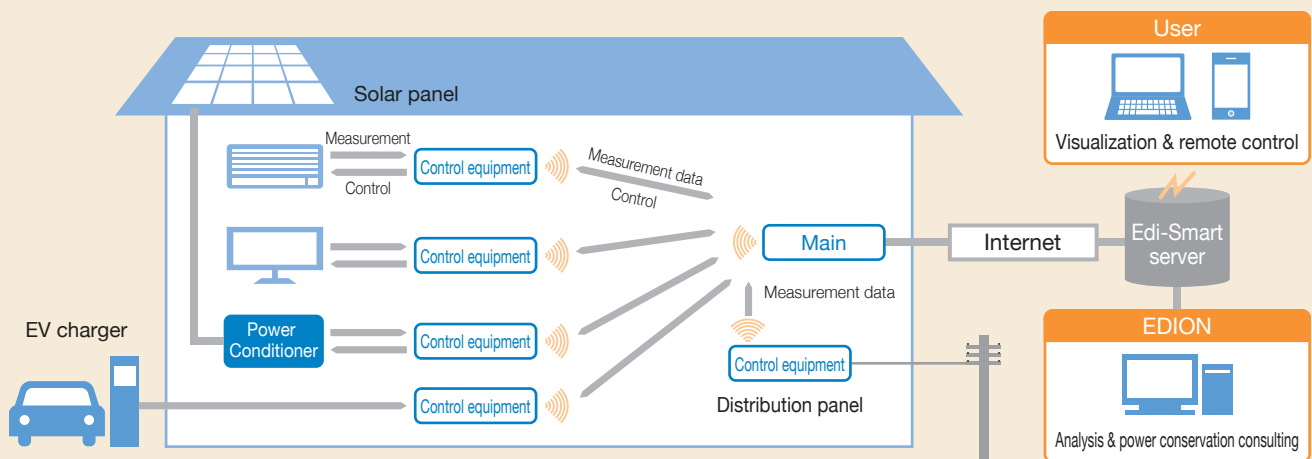 User
Visualization & remote control
Solar panel
Measurement
Control
Control equipment
Measurement data
Control
Control equipment
Main
Internet
Edi-Smart
server
Measurement data
EV charger
Power
Conditioner
Control equipment
Control equipment
Control equipment
Distribution panel
EDION
Analysis & power conservation consulting